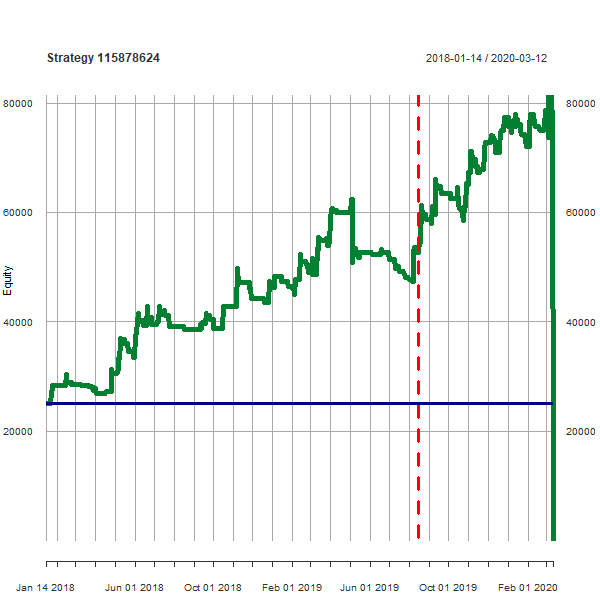 Strategy 115878624
2018-01-14 / 2020-03-12
80000
80000
60000
60000
Equity
40000
40000
20000
20000
Jan 14 2018
Jun 01 2018
Oct 01 2018
Feb 01 2019
Jun 01 2019
Oct 01 2019
Feb 01 2020